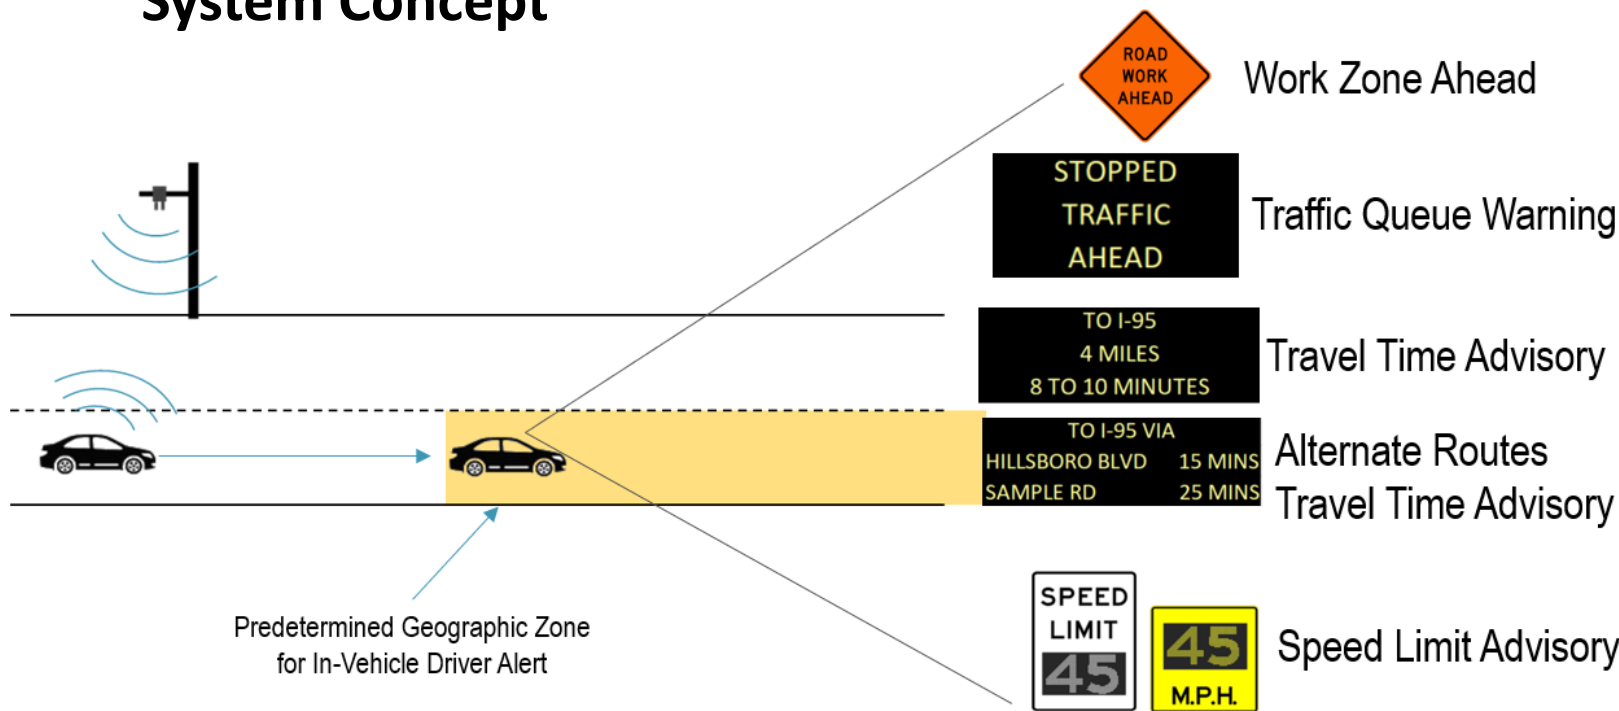 System Concept
ROAD
WORK
AHEAD
Work Zone Ahead
STOPPED
TRAFFIC
AHEAD
Traffic Queue Warning
TO I-95
4 MILES
8 TO 10 MINUTES
Travel Time Advisory
TO I-95 VIA
HILLSBORO BLVD 15 MINS
SAMPLE RD 25 MINS
Alternate Routes
Travel Time Advisory
Predetermined Geographic Zone
for In-Vehicle Driver Alert
SPEED
LIMIT
45
45
M.P.H.
Speed Limit Advisory